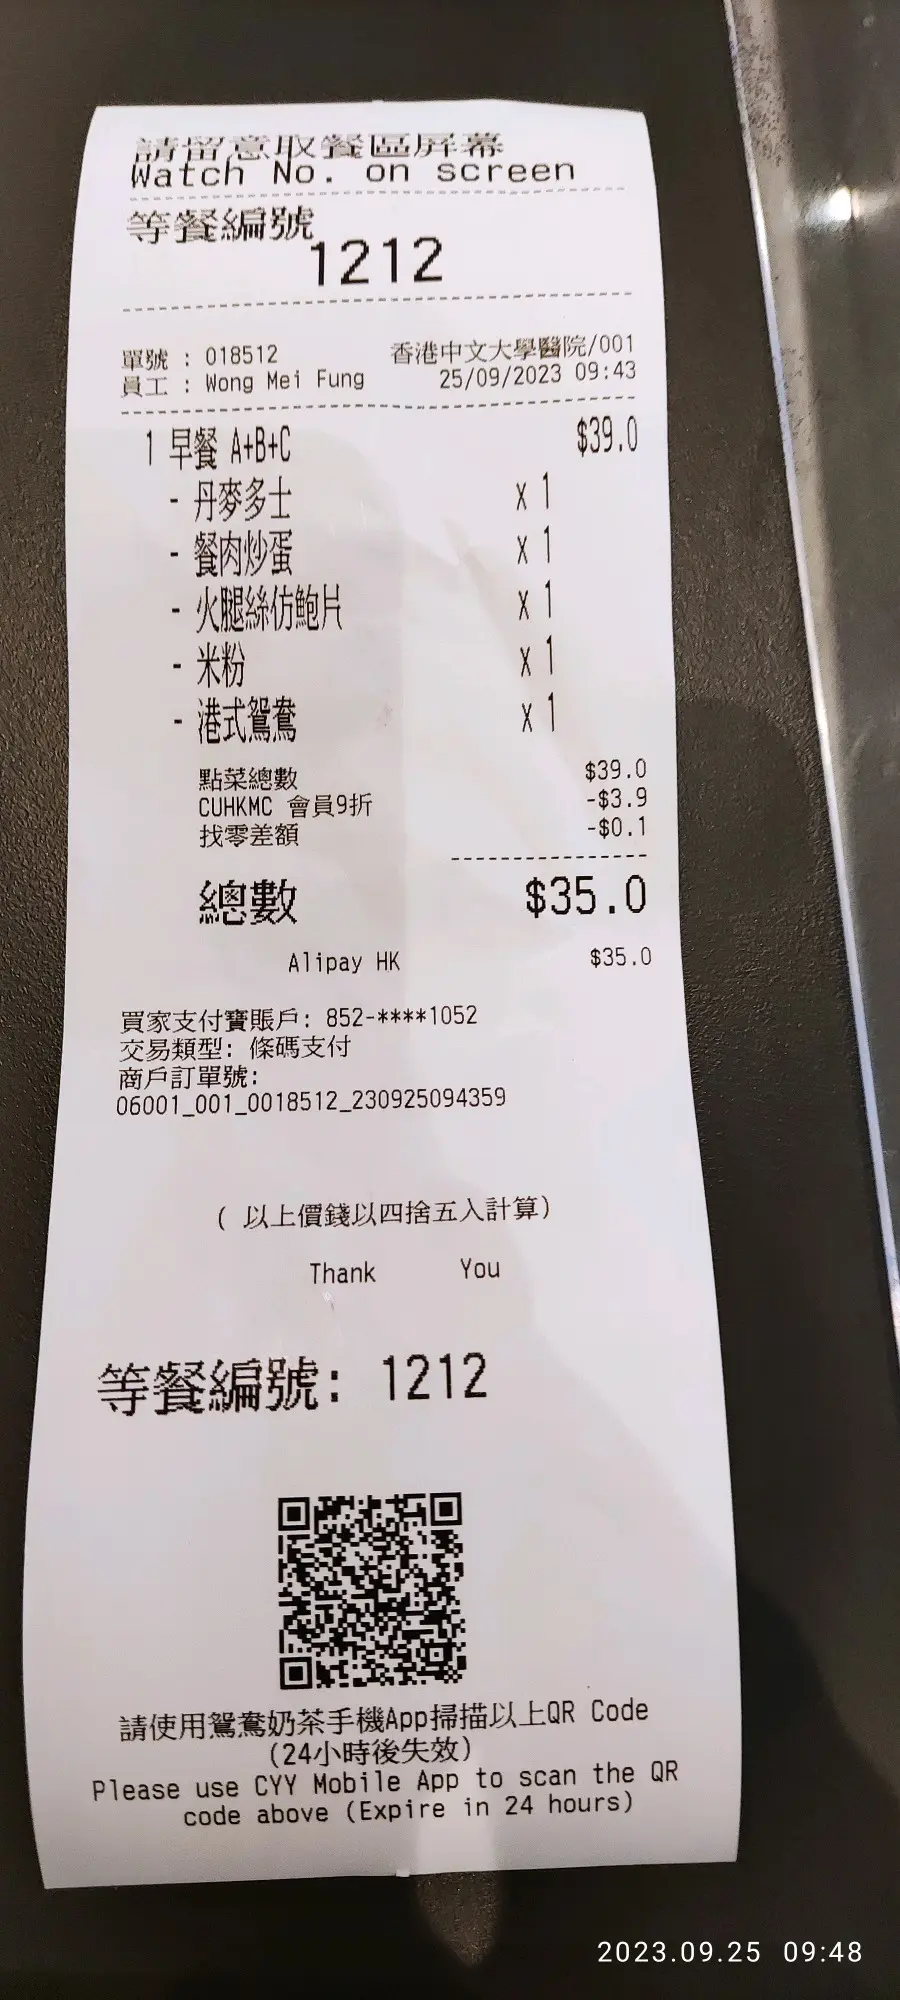 請留意取餐區屏幕
Watch No. on screen
等餐編號
1212
單號 : 018512 香港中文大學醫院/001
員工 : Wong Mei Fung 25/09/2023 09:43
1 早餐 A+B+C $39.0
- 丹麥多士 x 1
- 餐肉炒蛋 x 1
- 火腿絲仿鮑片 x 1
- 米粉 x 1
- 港式鴛鴦 x 1
點菜總數 $39.0
CUHKMC 會員9折 -$3.9
找零差額 -$0.1
總數 $35.0
Alipay HK $35.0
買家支付寶賬戶: 852-****1052
交易類型: 條碼支付
商戶訂單號:
06001_001_0018512_230925094359
( 以上價錢以四捨五入計算)
Thank You
等餐編號: 1212
請使用鴛鴦奶茶手機App掃描以上QR Code
(24小時後失效)
Please use CYY Mobile App to scan the QR
code above (Expire in 24 hours)
2023.09.25 09:48